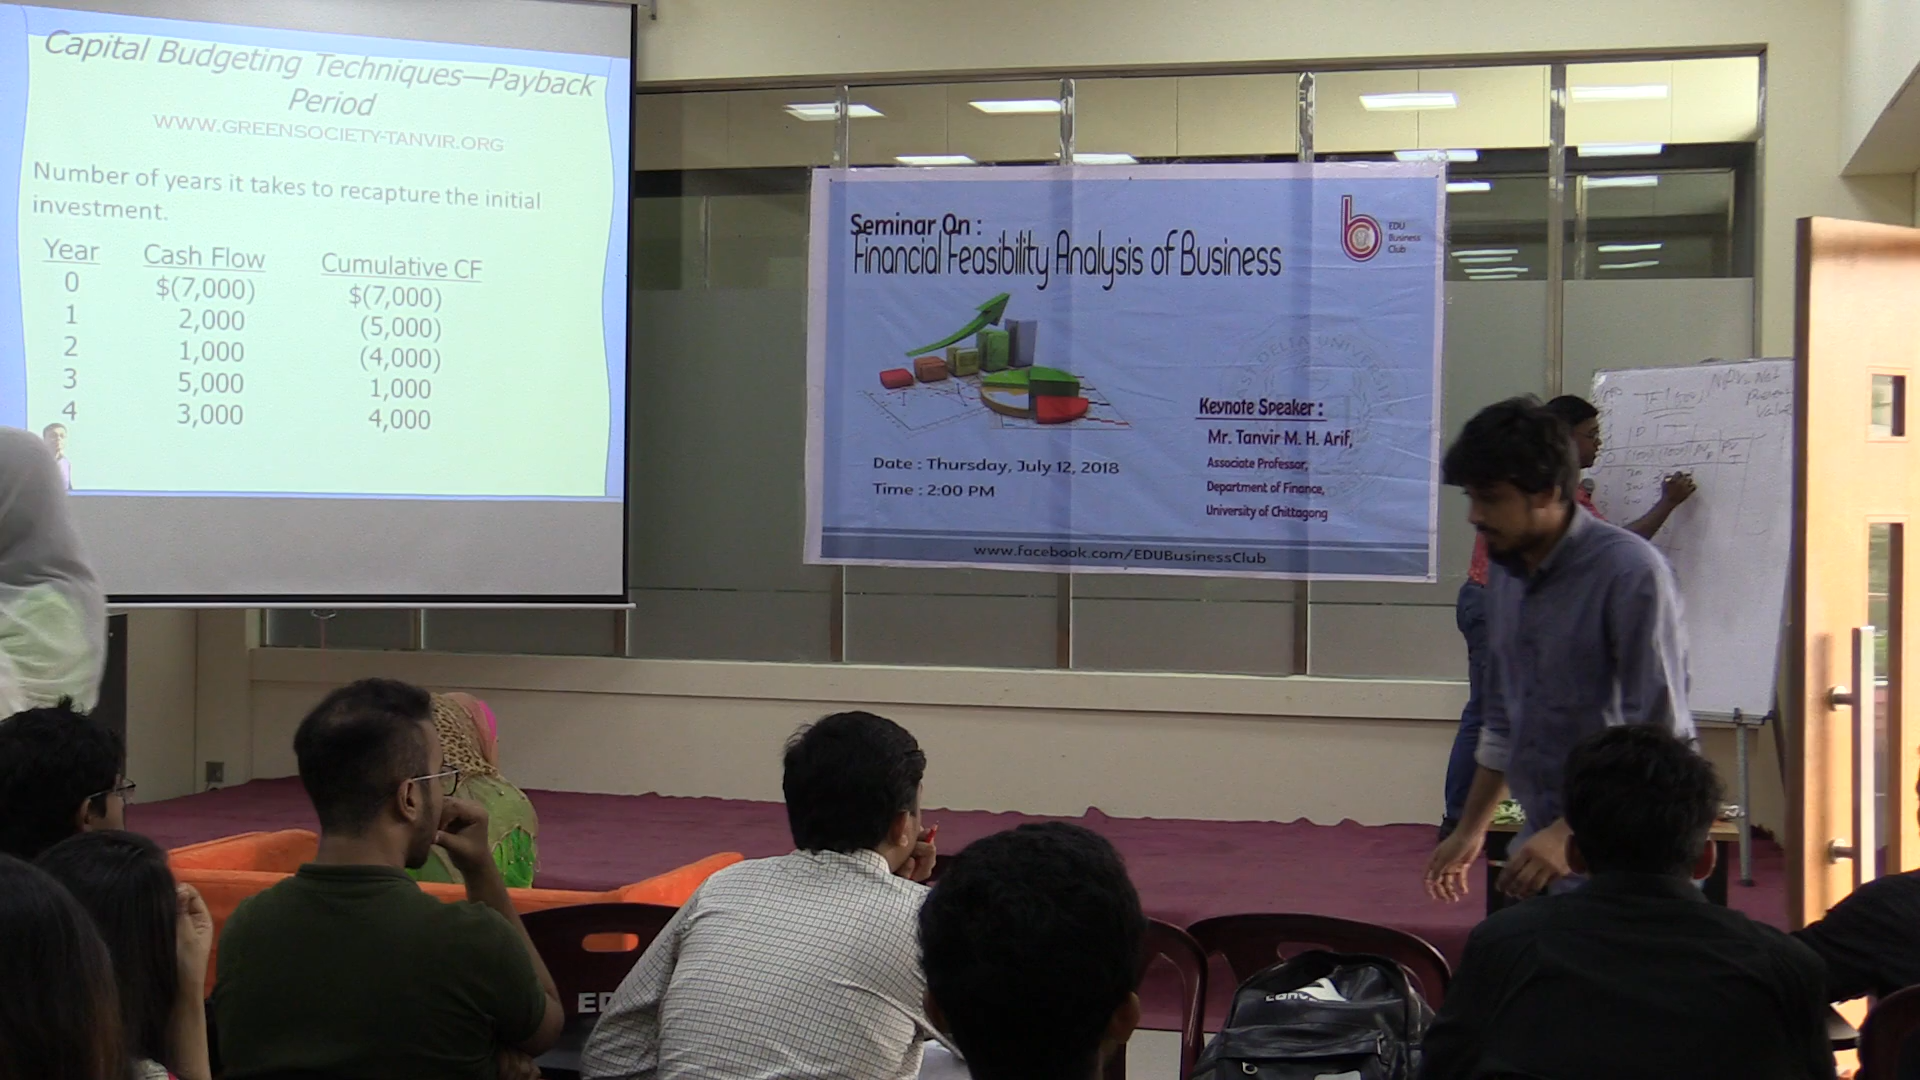 Capital Budgeting Techniques—Payback
Period
WWW.GREENSOCIETY-TANVIR.ORG
Number of years it takes to recapture the initial
investment.
Year Cash Flow Cumulative CF
0 $(7,000) $(7,000)
1 2,000 (5,000)
2 1,000 (4,000)
3 5,000 1,000
4 3,000 4,000
Seminar On :
Financial Feasibility Analysis of Business
EDU
Business
Club
Keynote Speaker :
Mr. Tanvir M. H. Arif,
Associate Professor,
Department of Finance,
University of Chittagong
Date : Thursday, July 12, 2018
Time : 2:00 PM
www.facebook.com/EDUBusinessClub
Value